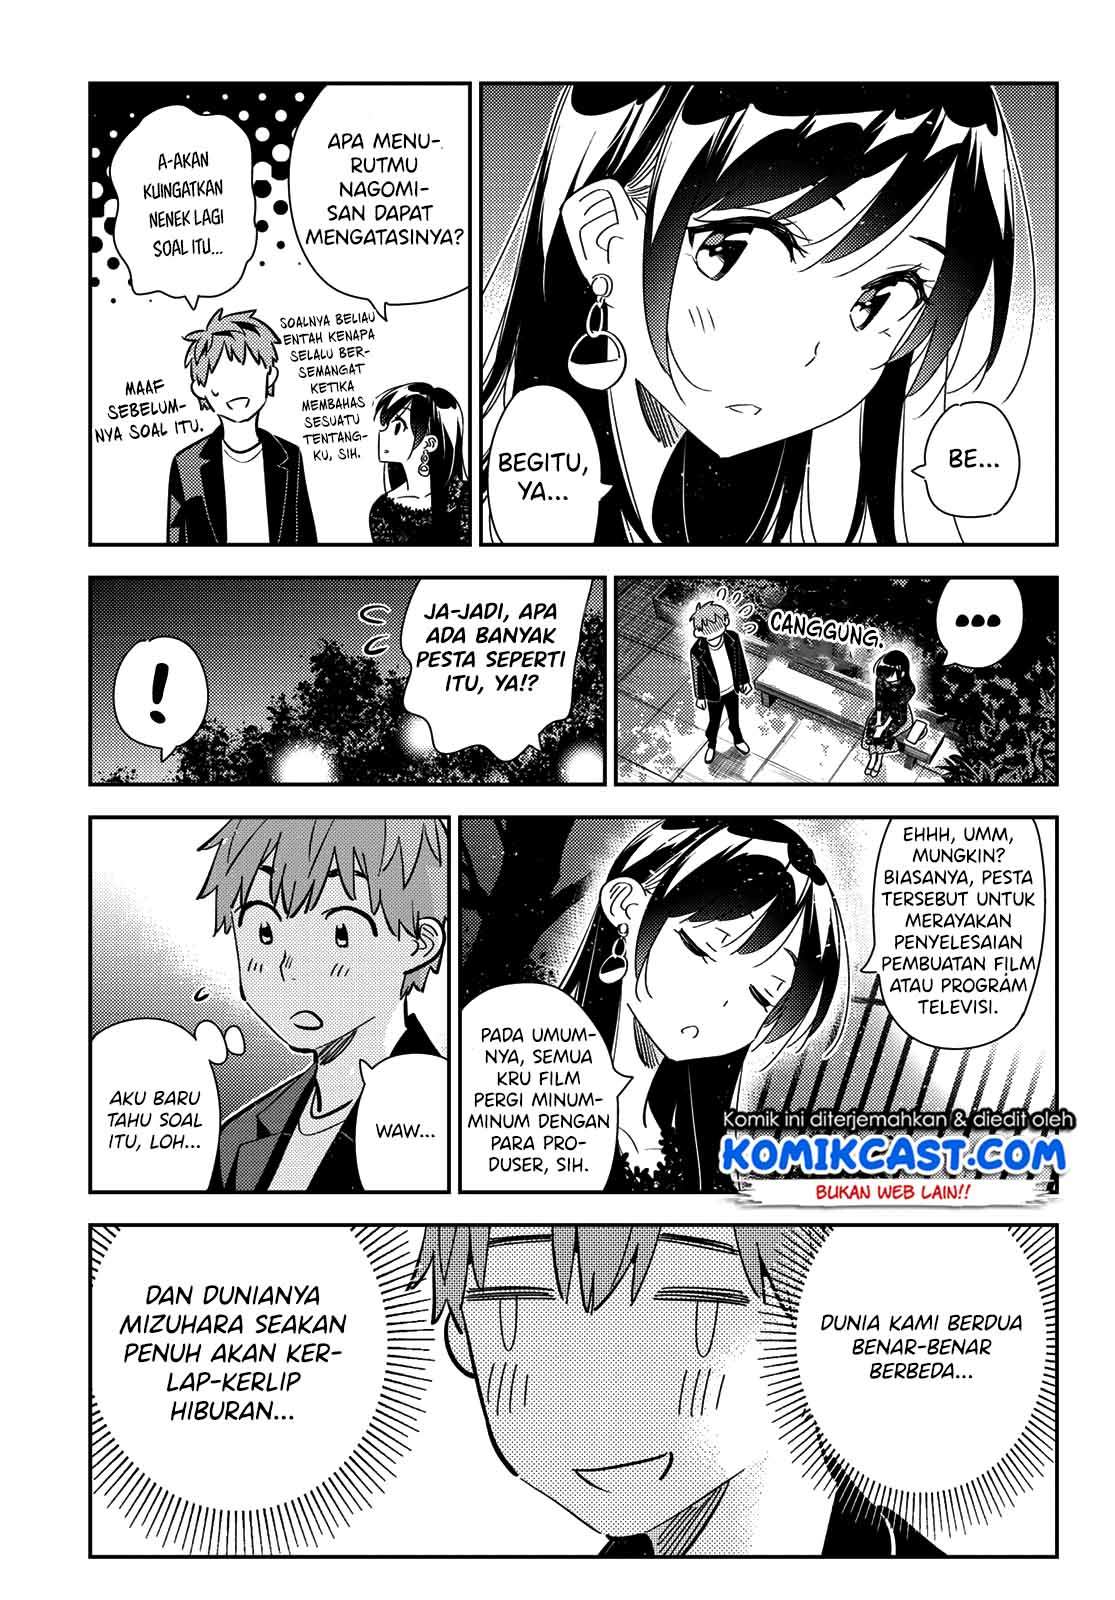 BE...
BEGITU,
YA...
APA MENU-
RUTMU
NAGOMI-
SAN DAPAT
MENGATASINYA?
SOALNYA BELIAU
ENTAH KENAPA
SELALU BER-
SEMANGAT
KETIKA
MEMBAHAS
SESUATU
TENTANG-
KU, SIH.
A-AKAN
KUINGATKAN
NENEK LAGI
SOAL ITU...
MAAF
SEBELUM-
NYA SOAL ITU.
...
CANGGUNG.
JA-JADI, APA
ADA BANYAK
PESTA SEPERTI
ITU, YA!?
!
EHHH, UMM,
MUNGKIN?
BIASANYA, PESTA
TERSEBUT UNTUK
MERAYAKAN
PENYELESAIAN
PEMBUATAN FILM
ATAU PROGRAM
TELEVISI.
PADA UMUM-
NYA, SEMUA
KRU FILM
PERGI MINUM-
MINUM DENGAN
PARA PRO-
DUSER, SIH.
WAW...
AKU BARU
TAHU SOAL
ITU, LOH...
Komik ini diterjemahkan & diedit oleh
KOMIKCAST.COM
BUKAN WEB LAIN!!
DUNIA KAMI BERDUA
BENAR-BENAR
BERBEDA...
DAN DUNIANYA
MIZUHARA SEAKAN
PENUH AKAN KER-
LAP-KERLIP
HIBURAN...